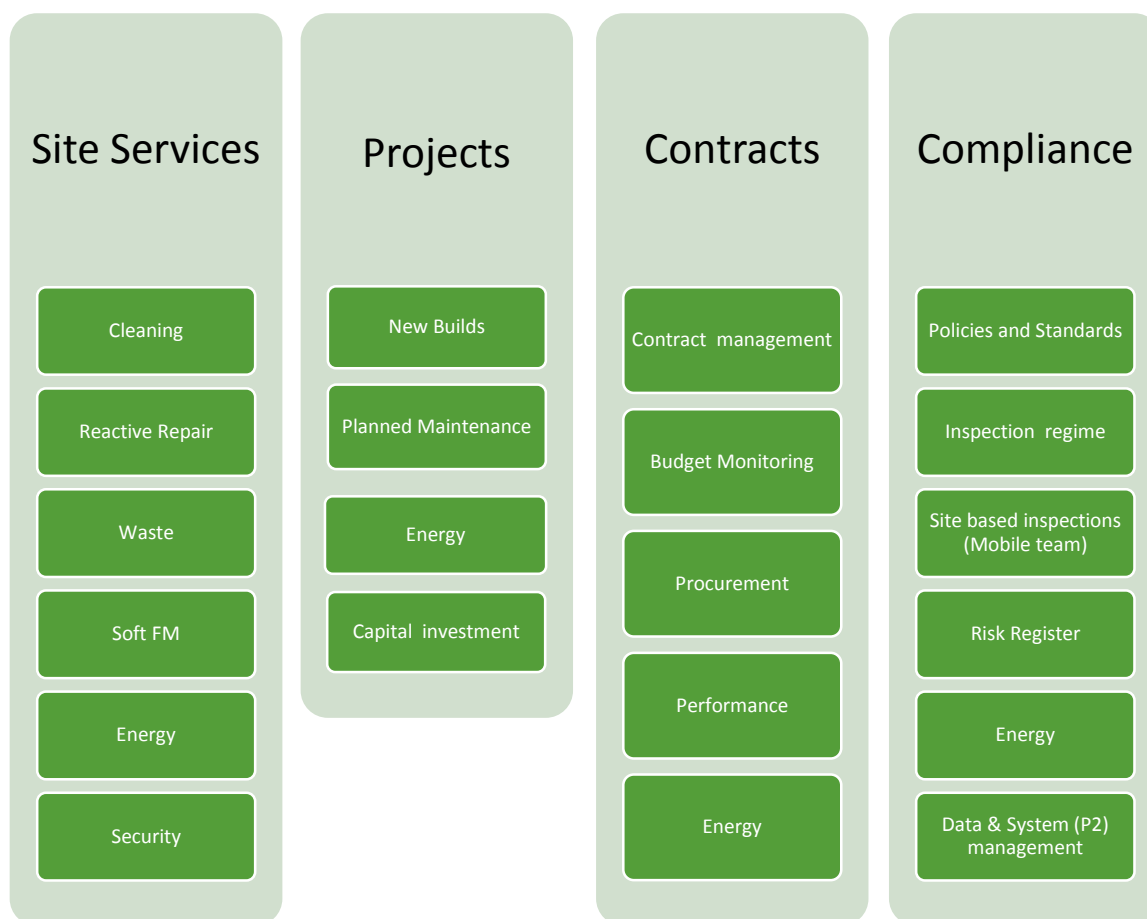 Site Services
Cleaning
Reactive Repair
Waste
Soft FM
Energy
Security
Projects
New Builds
Planned Maintenance
Energy
Capital investment
Contracts
Contract management
Budget Monitoring
Procurement
Performance
Energy
Compliance
Policies and Standards
Inspection regime
Site based inspections
(Mobile team)
Risk Register
Energy
Data & System (P2)
management